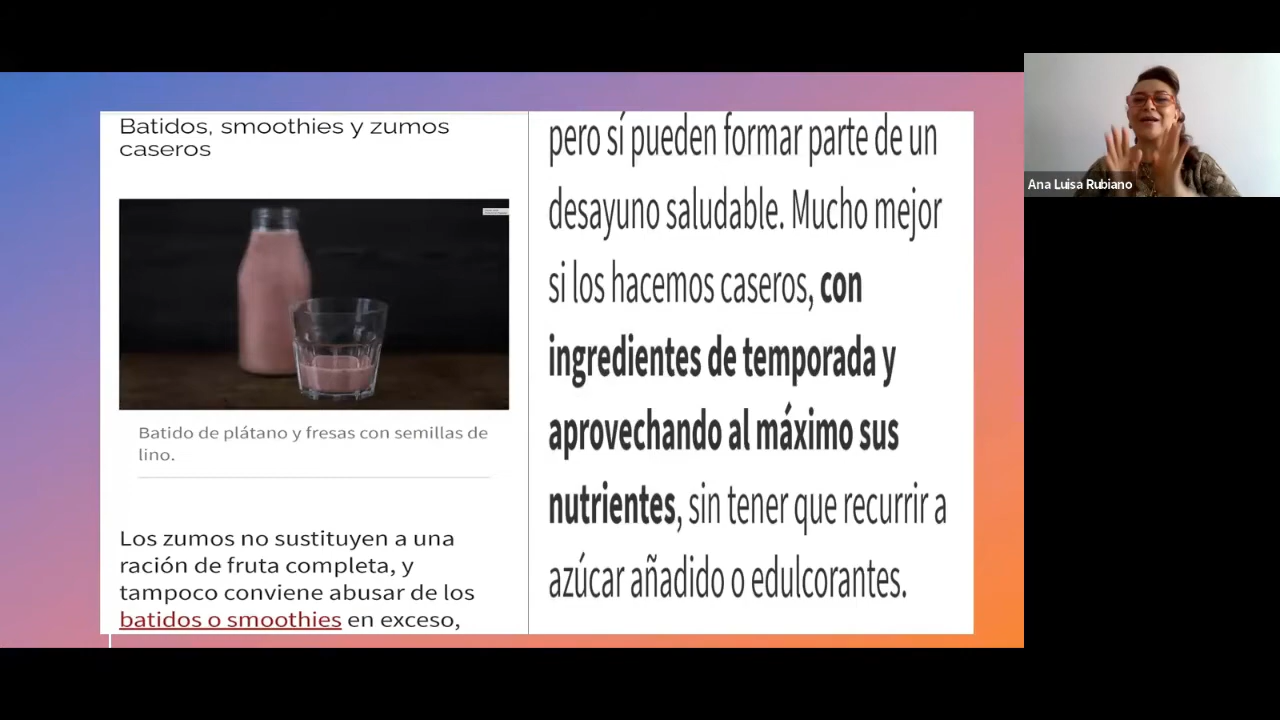 Batidos, smoothies y zumos
caseros
Batido de plátano y fresas con semillas de
lino.
Los zumos no sustituyen a una
ración de fruta completa, y
tampoco conviene abusar de los
batidos o smoothies en exceso,
pero sí pueden formar parte de un
desayuno saludable. Mucho mejor
si los hacemos caseros, con
ingredientes de temporada y
aprovechando al máximo sus
nutrientes, sin tener que recurrir a
azúcar añadido o edulcorantes.
Ana Luisa Rubiano